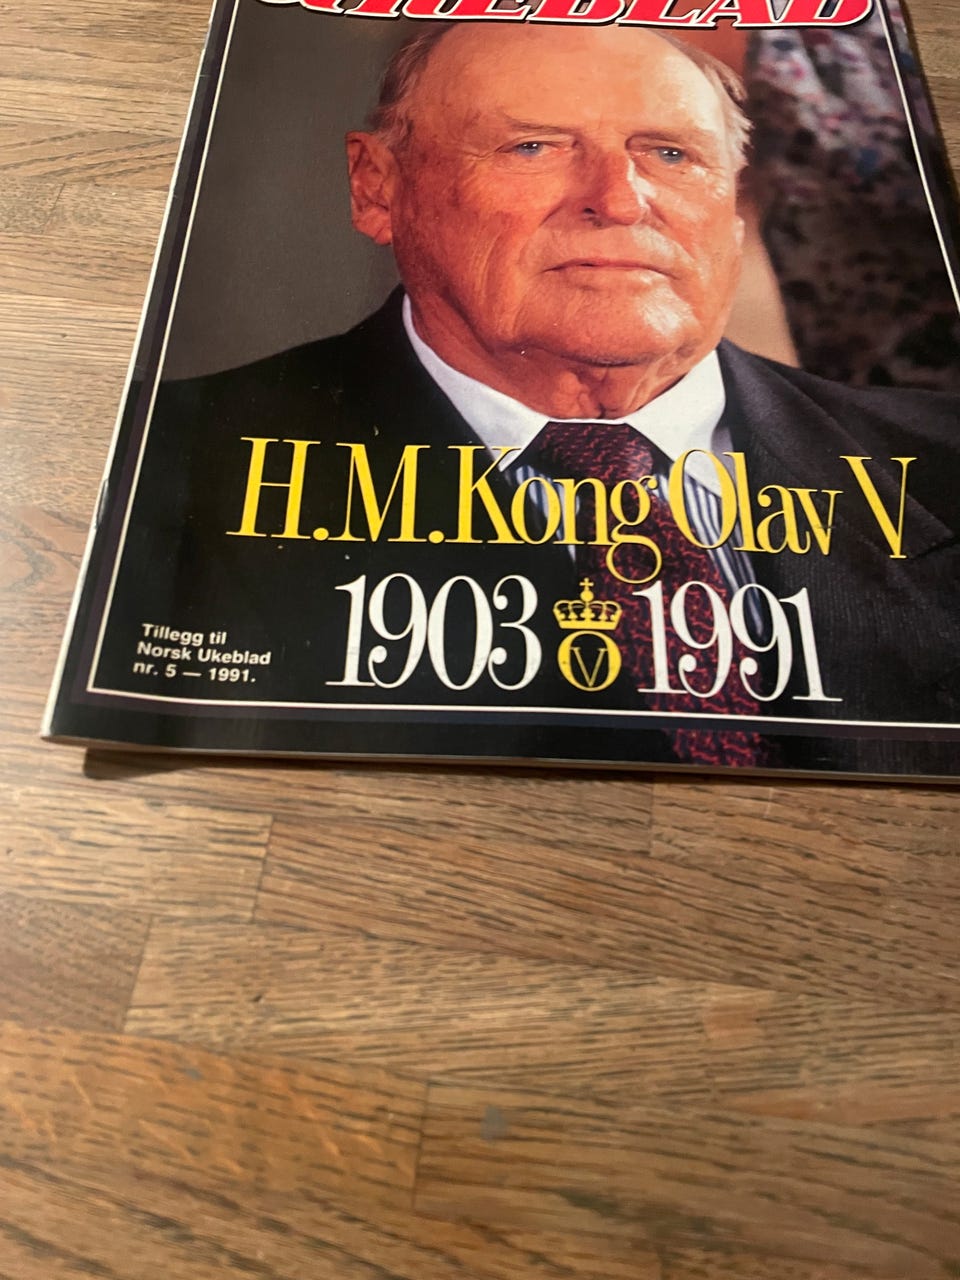 UKEBLAD
H.M.Kong Olav V
1903 V 1991
Tillegg til
Norsk Ukeblad
nr. 5 — 1991.